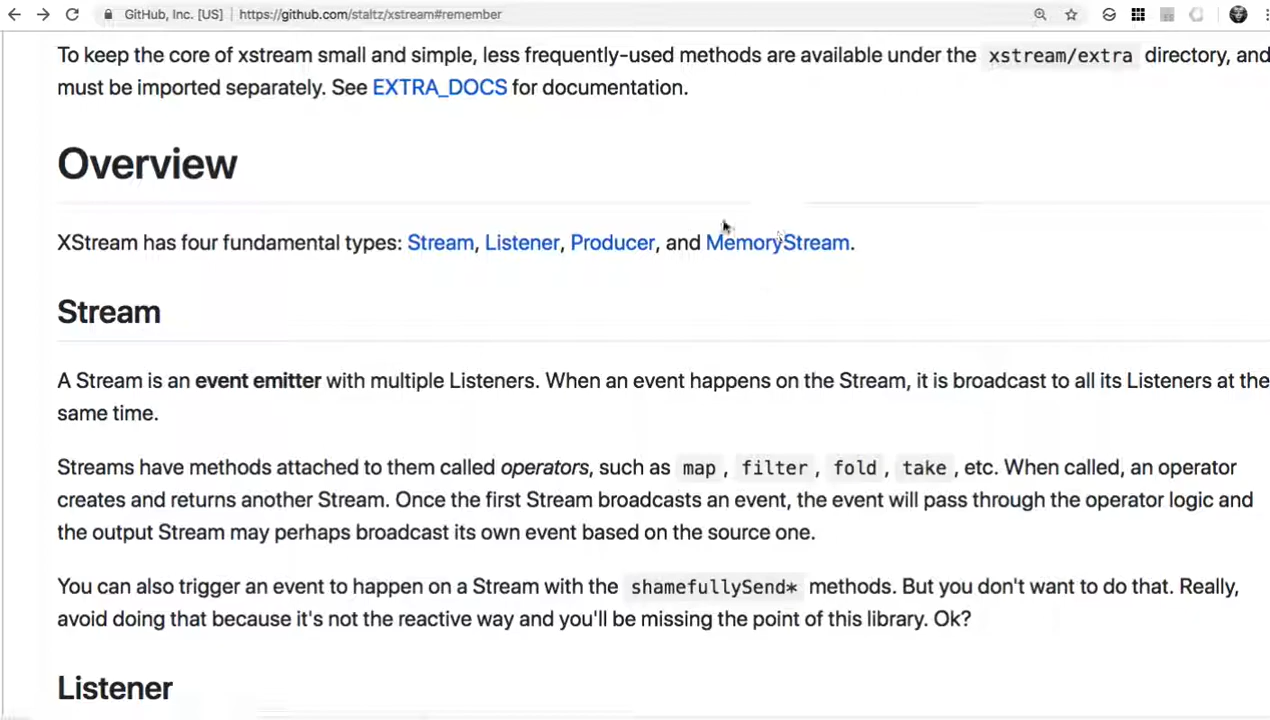 GitHub, Inc. [US] | https://github.com/staltz/xstream#remember
To keep the core of xstream small and simple, less frequently-used methods are available under the xstream/extra directory, and
must be imported separately. See EXTRA_DOCS for documentation.
Overview
XStream has four fundamental types: Stream, Listener, Producer, and MemoryStream.
Stream
A Stream is an event emitter with multiple Listeners. When an event happens on the Stream, it is broadcast to all its Listeners at the
same time.
Streams have methods attached to them called operators, such as map, filter, fold, take, etc. When called, an operator
creates and returns another Stream. Once the first Stream broadcasts an event, the event will pass through the operator logic and
the output Stream may perhaps broadcast its own event based on the source one.
You can also trigger an event to happen on a Stream with the shamefullySend* methods. But you don't want to do that. Really,
avoid doing that because it's not the reactive way and you'll be missing the point of this library. Ok?
Listener